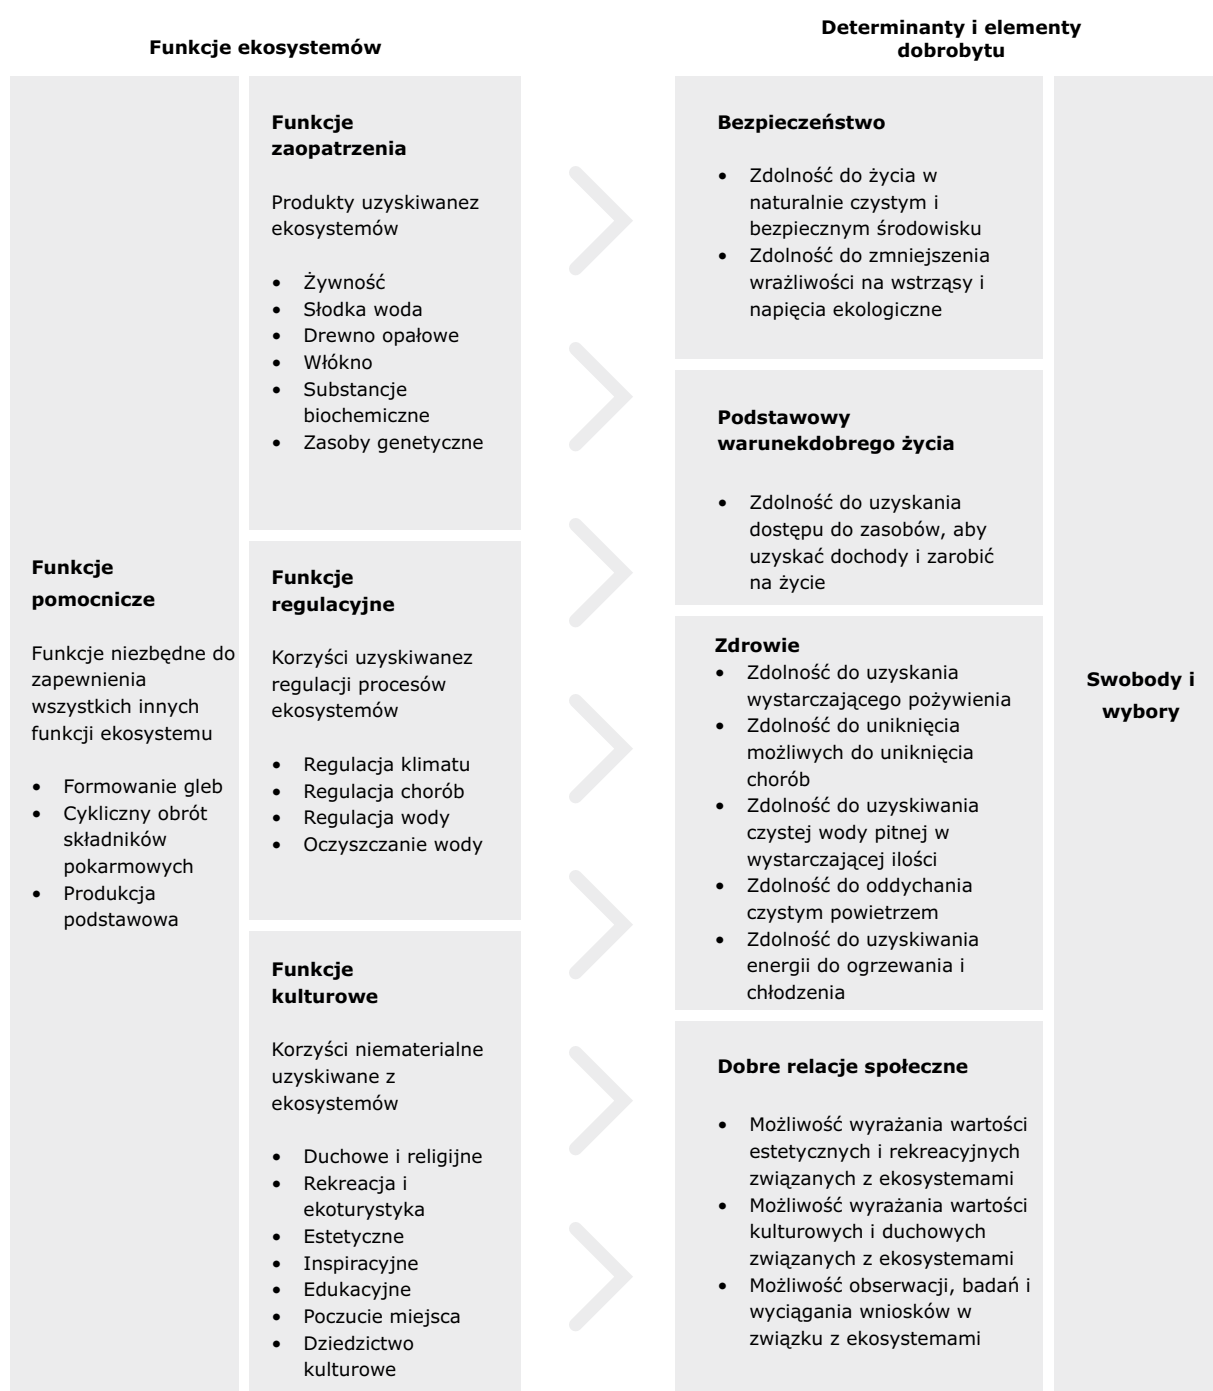 Funkcje ekosystemów
Determinanty i elementy
dobrobytu
Funkcje
pomocnicze
Funkcje niezbędne do
zapewnienia
wszystkich innych
funkcji ekosystemu
• Formowanie gleb
• Cykliczny obrót
składników
pokarmowych
• Produkcja
podstawowa
Funkcje
zaopatrzenia
Produkty uzyskiwanez
ekosystemów
• Żywność
• Słodka woda
• Drewno opałowe
• Włókno
• Substancje
biochemiczne
• Zasoby genetyczne
Funkcje
regulacyjne
Korzyści uzyskiwanez
regulacji procesów
ekosystemów
• Regulacja klimatu
• Regulacja chorób
• Regulacja wody
• Oczyszczanie wody
Funkcje
kulturowe
Korzyści niematerialne
uzyskiwane z
ekosystemów
• Duchowe i religijne
• Rekreacja i
ekoturystyka
• Estetyczne
• Inspiracyjne
• Edukacyjne
• Poczucie miejsca
• Dziedzictwo
kulturowe
Bezpieczeństwo
• Zdolność do życia w
naturalnie czystym i
bezpiecznym środowisku
• Zdolność do zmniejszenia
wrażliwości na wstrząsy i
napięcia ekologiczne
Podstawowy
warunekdobrego życia
• Zdolność do uzyskania
dostępu do zasobów, aby
uzyskać dochody i zarobić
na życie
Zdrowie
• Zdolność do uzyskania
wystarczającego pożywienia
• Zdolność do uniknięcia
możliwych do uniknięcia
chorób
• Zdolność do uzyskiwania
czystej wody pitnej w
wystarczającej ilości
• Zdolność do oddychania
czystym powietrzem
• Zdolność do uzyskiwania
energii do ogrzewania i
chłodzenia
Dobre relacje społeczne
• Możliwość wyrażania wartości
estetycznych i rekreacyjnych
związanych z ekosystemami
• Możliwość wyrażania wartości
kulturowych i duchowych
związanych z ekosystemami
• Możliwość obserwacji, badań i
wyciągania wniosków w
związku z ekosystemami
Swobody i
wybory